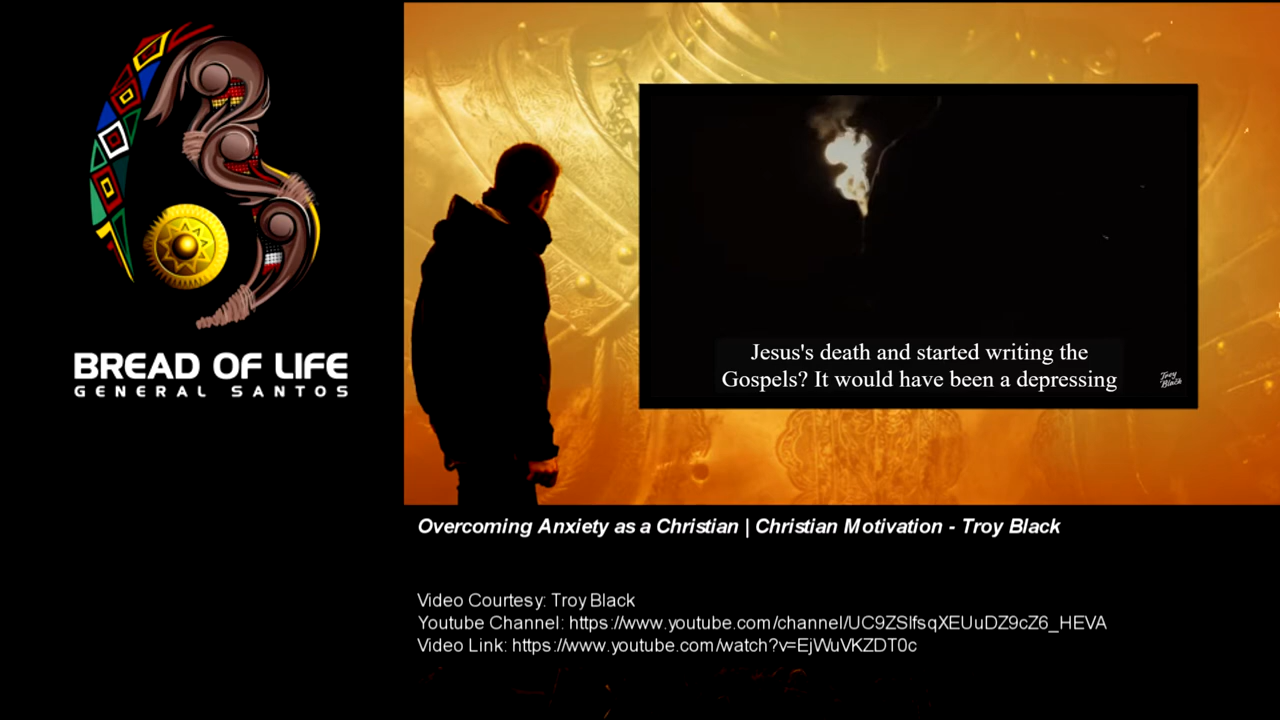 BREAD OF LIFE
GENERAL SANTOS
Jesus's death and started writing the
Gospels? It would have been a depressing
Troy
Black
Overcoming Anxiety as a Christian | Christian Motivation - Troy Black
Video Courtesy: Troy Black
Youtube Channel: https://www.youtube.com/channel/UC9ZSlfsqXEUuDZ9cZ6_HEVA
Video Link: https://www.youtube.com/watch?v=EjWuVKZDT0c